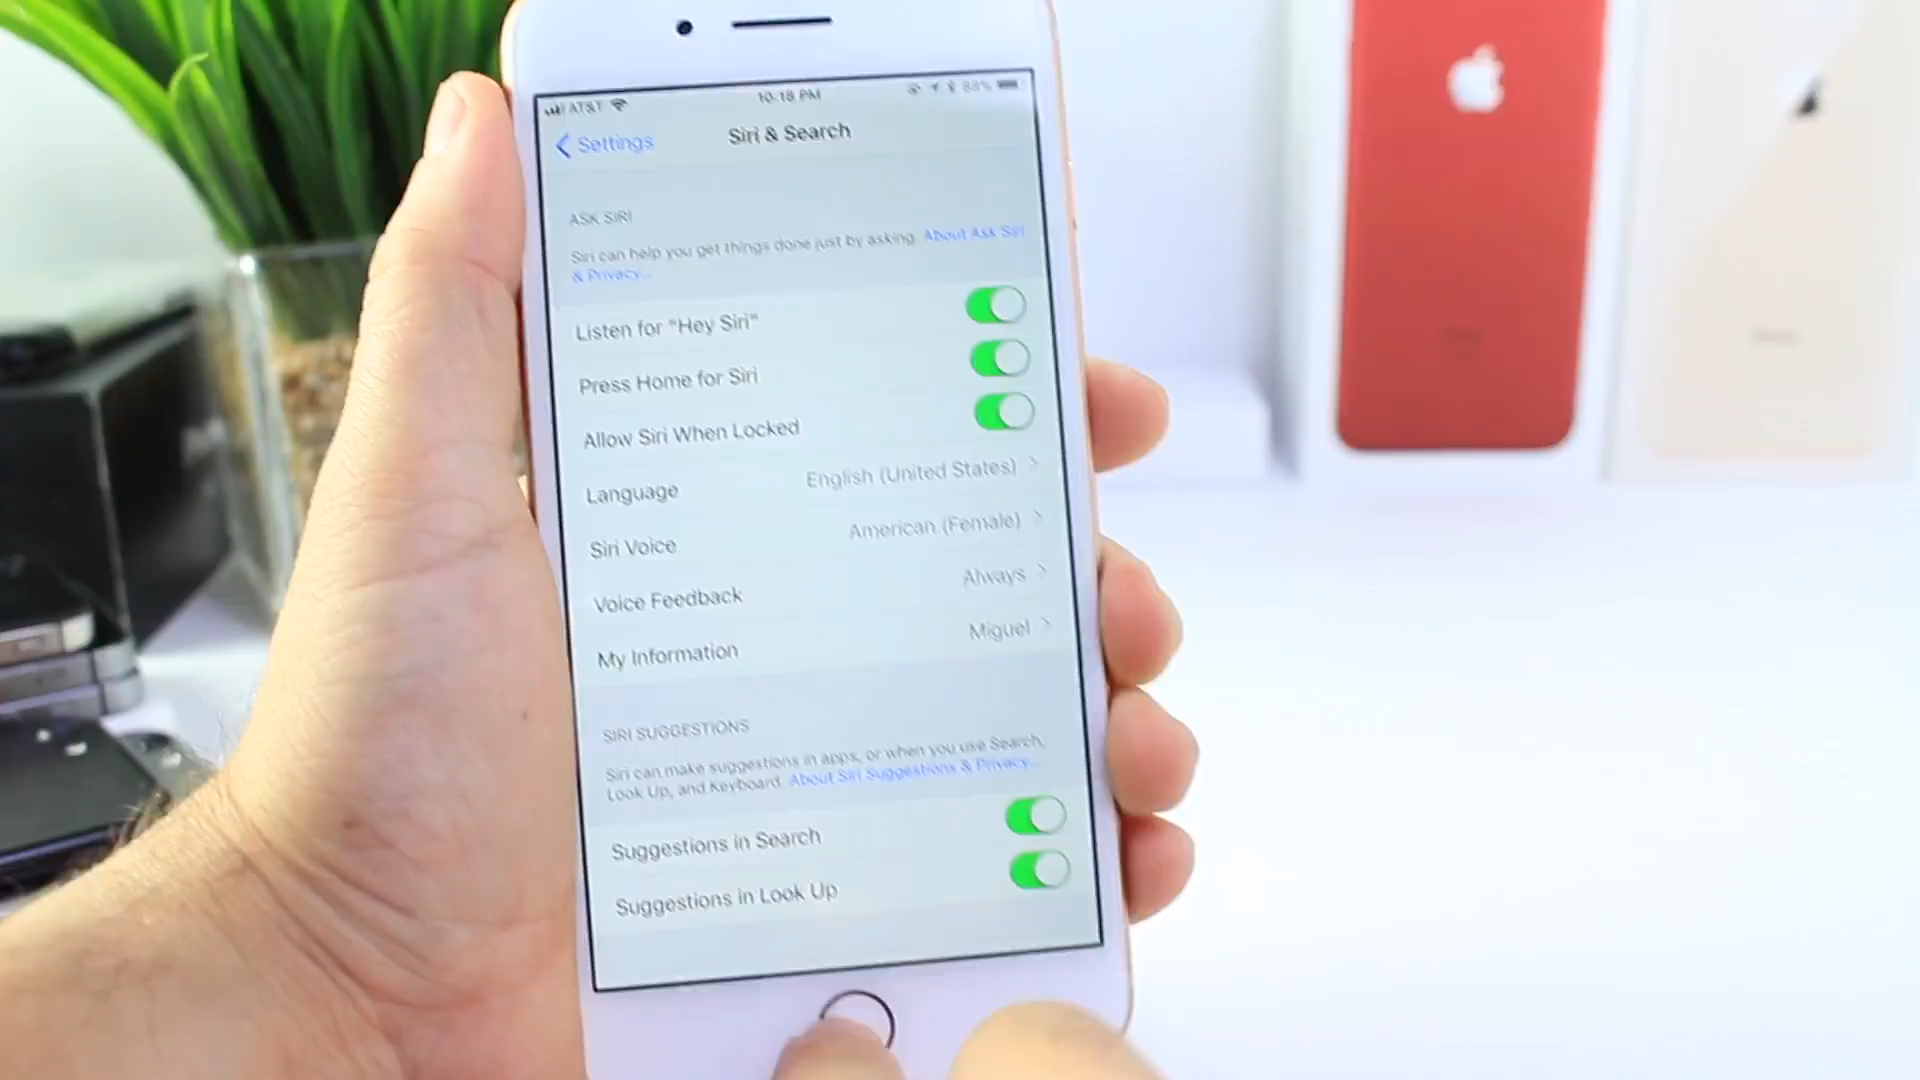 AT&T 10:18 PM 88%
Settings Siri & Search
ASK SIRI
Siri can help you get things done just by asking. About Ask Siri
& Privacy...
Listen for "Hey Siri"
Press Home for Siri
Allow Siri When Locked
Language English (United States)
Siri Voice American (Female)
Voice Feedback Always
My Information Miguel
SIRI SUGGESTIONS
Siri can make suggestions in apps, or when you use Search,
Look Up, and Keyboard. About Siri Suggestions & Privacy...
Suggestions in Search
Suggestions in Look Up